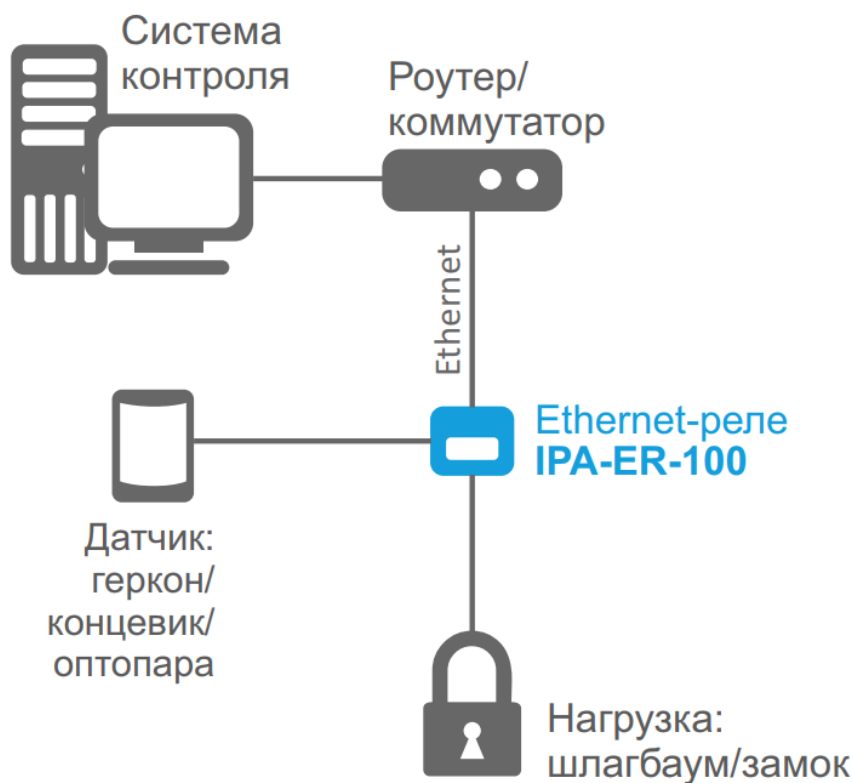 Система
контроля
Роутер/
коммутатор
Ethernet
Ethernet-реле
IPA-ER-100
Датчик:
геркон/
концевик/
оптопара
Нагрузка:
шлагбаум/замок